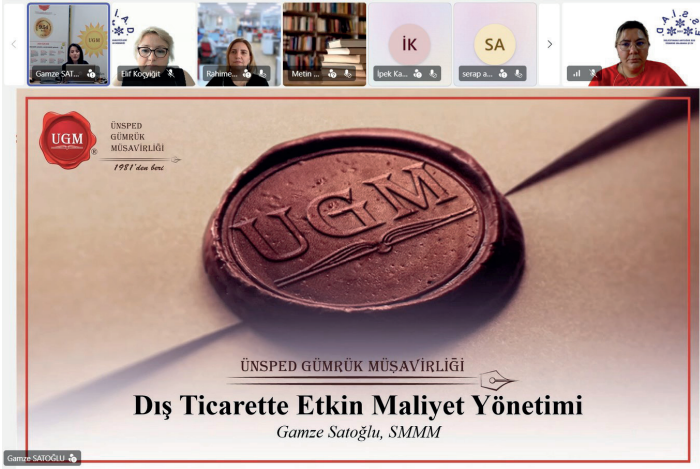 UGM
Gamze SAT...
Elif Koçyiğit
Rahime...
Metin ...
İK
İpek Ka...
SA
serap a...
UGM
®
ÜNSPED
GÜMRÜK
MÜŞAVİRLİĞİ
1981'den beri
UGM
ÜNSPED GÜMRÜK MÜŞAVİRLİĞİ
Dış Ticarette Etkin Maliyet Yönetimi
Gamze Satoğlu, SMMM
Gamze SATOĞLU